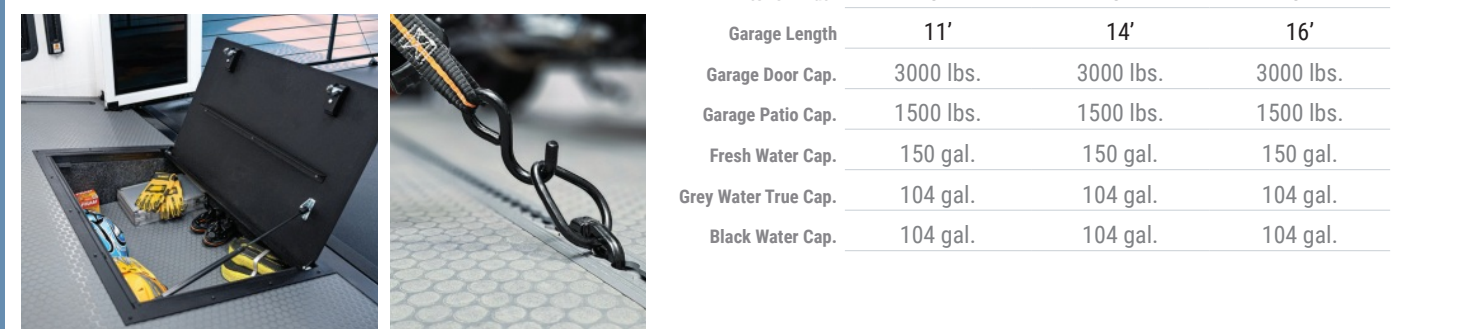 Garage Length 11’ 14’ 16’
Garage Door Cap. 3000 lbs. 3000 lbs. 3000 lbs.
Garage Patio Cap. 1500 lbs. 1500 lbs. 1500 lbs.
Fresh Water Cap. 150 gal. 150 gal. 150 gal.
Grey Water True Cap. 104 gal. 104 gal. 104 gal.
Black Water Cap. 104 gal. 104 gal. 104 gal.